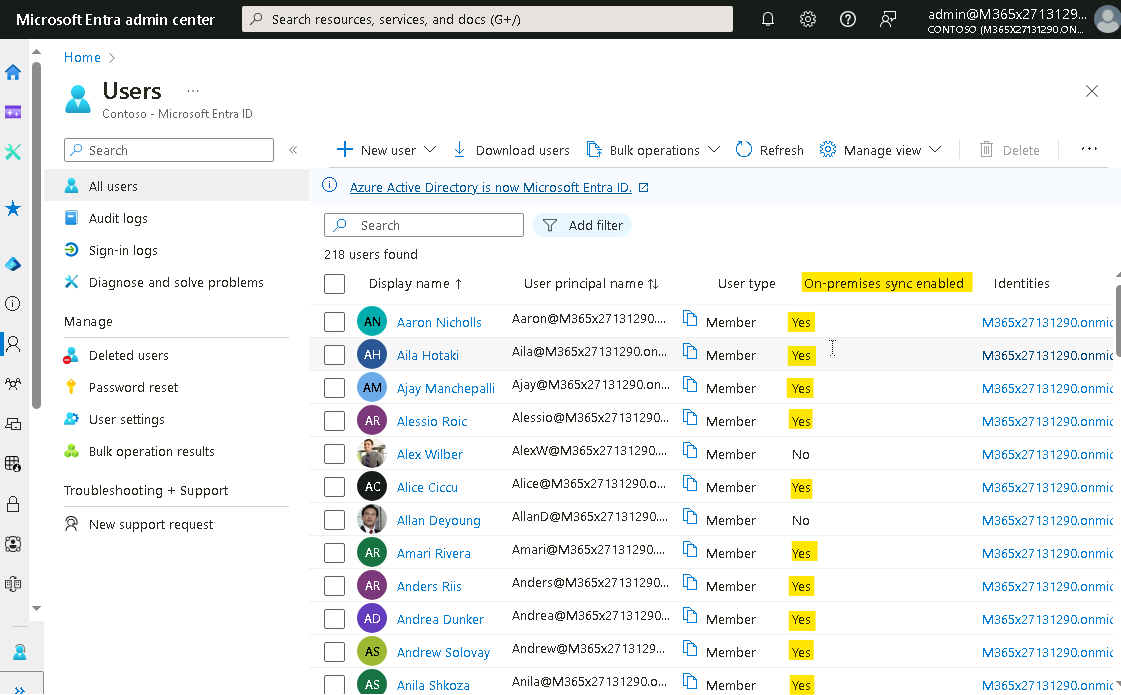 Microsoft Entra admin center
Search resources, services, and docs (G+/)
admin@M365x2713129...
CONTOSO (M365X27131290.ON...
Home
Users
...
Contoso - Microsoft Entra ID
Search
«
New user
Download users
Bulk operations
Refresh
Manage view
Delete
...
All users
Audit logs
Sign-in logs
Diagnose and solve problems
Manage
Deleted users
Password reset
User settings
Bulk operation results
Troubleshooting + Support
New support request
Azure Active Directory is now Microsoft Entra ID.
Search
Add filter
218 users found
Display name ↑ User principal name ↑↓ User type On-premises sync enabled Identities
AN Aaron Nicholls Aaron@M365x27131290.... Member Yes M365x27131290.onmic
AH Aila Hotaki Aila@M365x27131290.on... Member Yes M365x27131290.onmic
AM Ajay Manchepalli Ajay@M365x27131290.on... Member Yes M365x27131290.onmic
AR Alessio Roic Alessio@M365x27131290... Member Yes M365x27131290.onmic
Alex Wilber AlexW@M365x27131290.... Member No M365x27131290.onmic
AC Alice Ciccu Alice@M365x27131290.o... Member Yes M365x27131290.onmic
Allan Deyoung AllanD@M365x27131290.... Member No M365x27131290.onmic
AR Amari Rivera Amari@M365x27131290.... Member Yes M365x27131290.onmic
AR Anders Riis Anders@M365x27131290... Member Yes M365x27131290.onmic
AD Andrea Dunker Andrea@M365x27131290... Member Yes M365x27131290.onmic
AS Andrew Solovay Andrew@M365x2713129... Member Yes M365x27131290.onmic
AS Anila Shkoza Anila@M365x27131290.... Member Yes M365x27131290.onmic